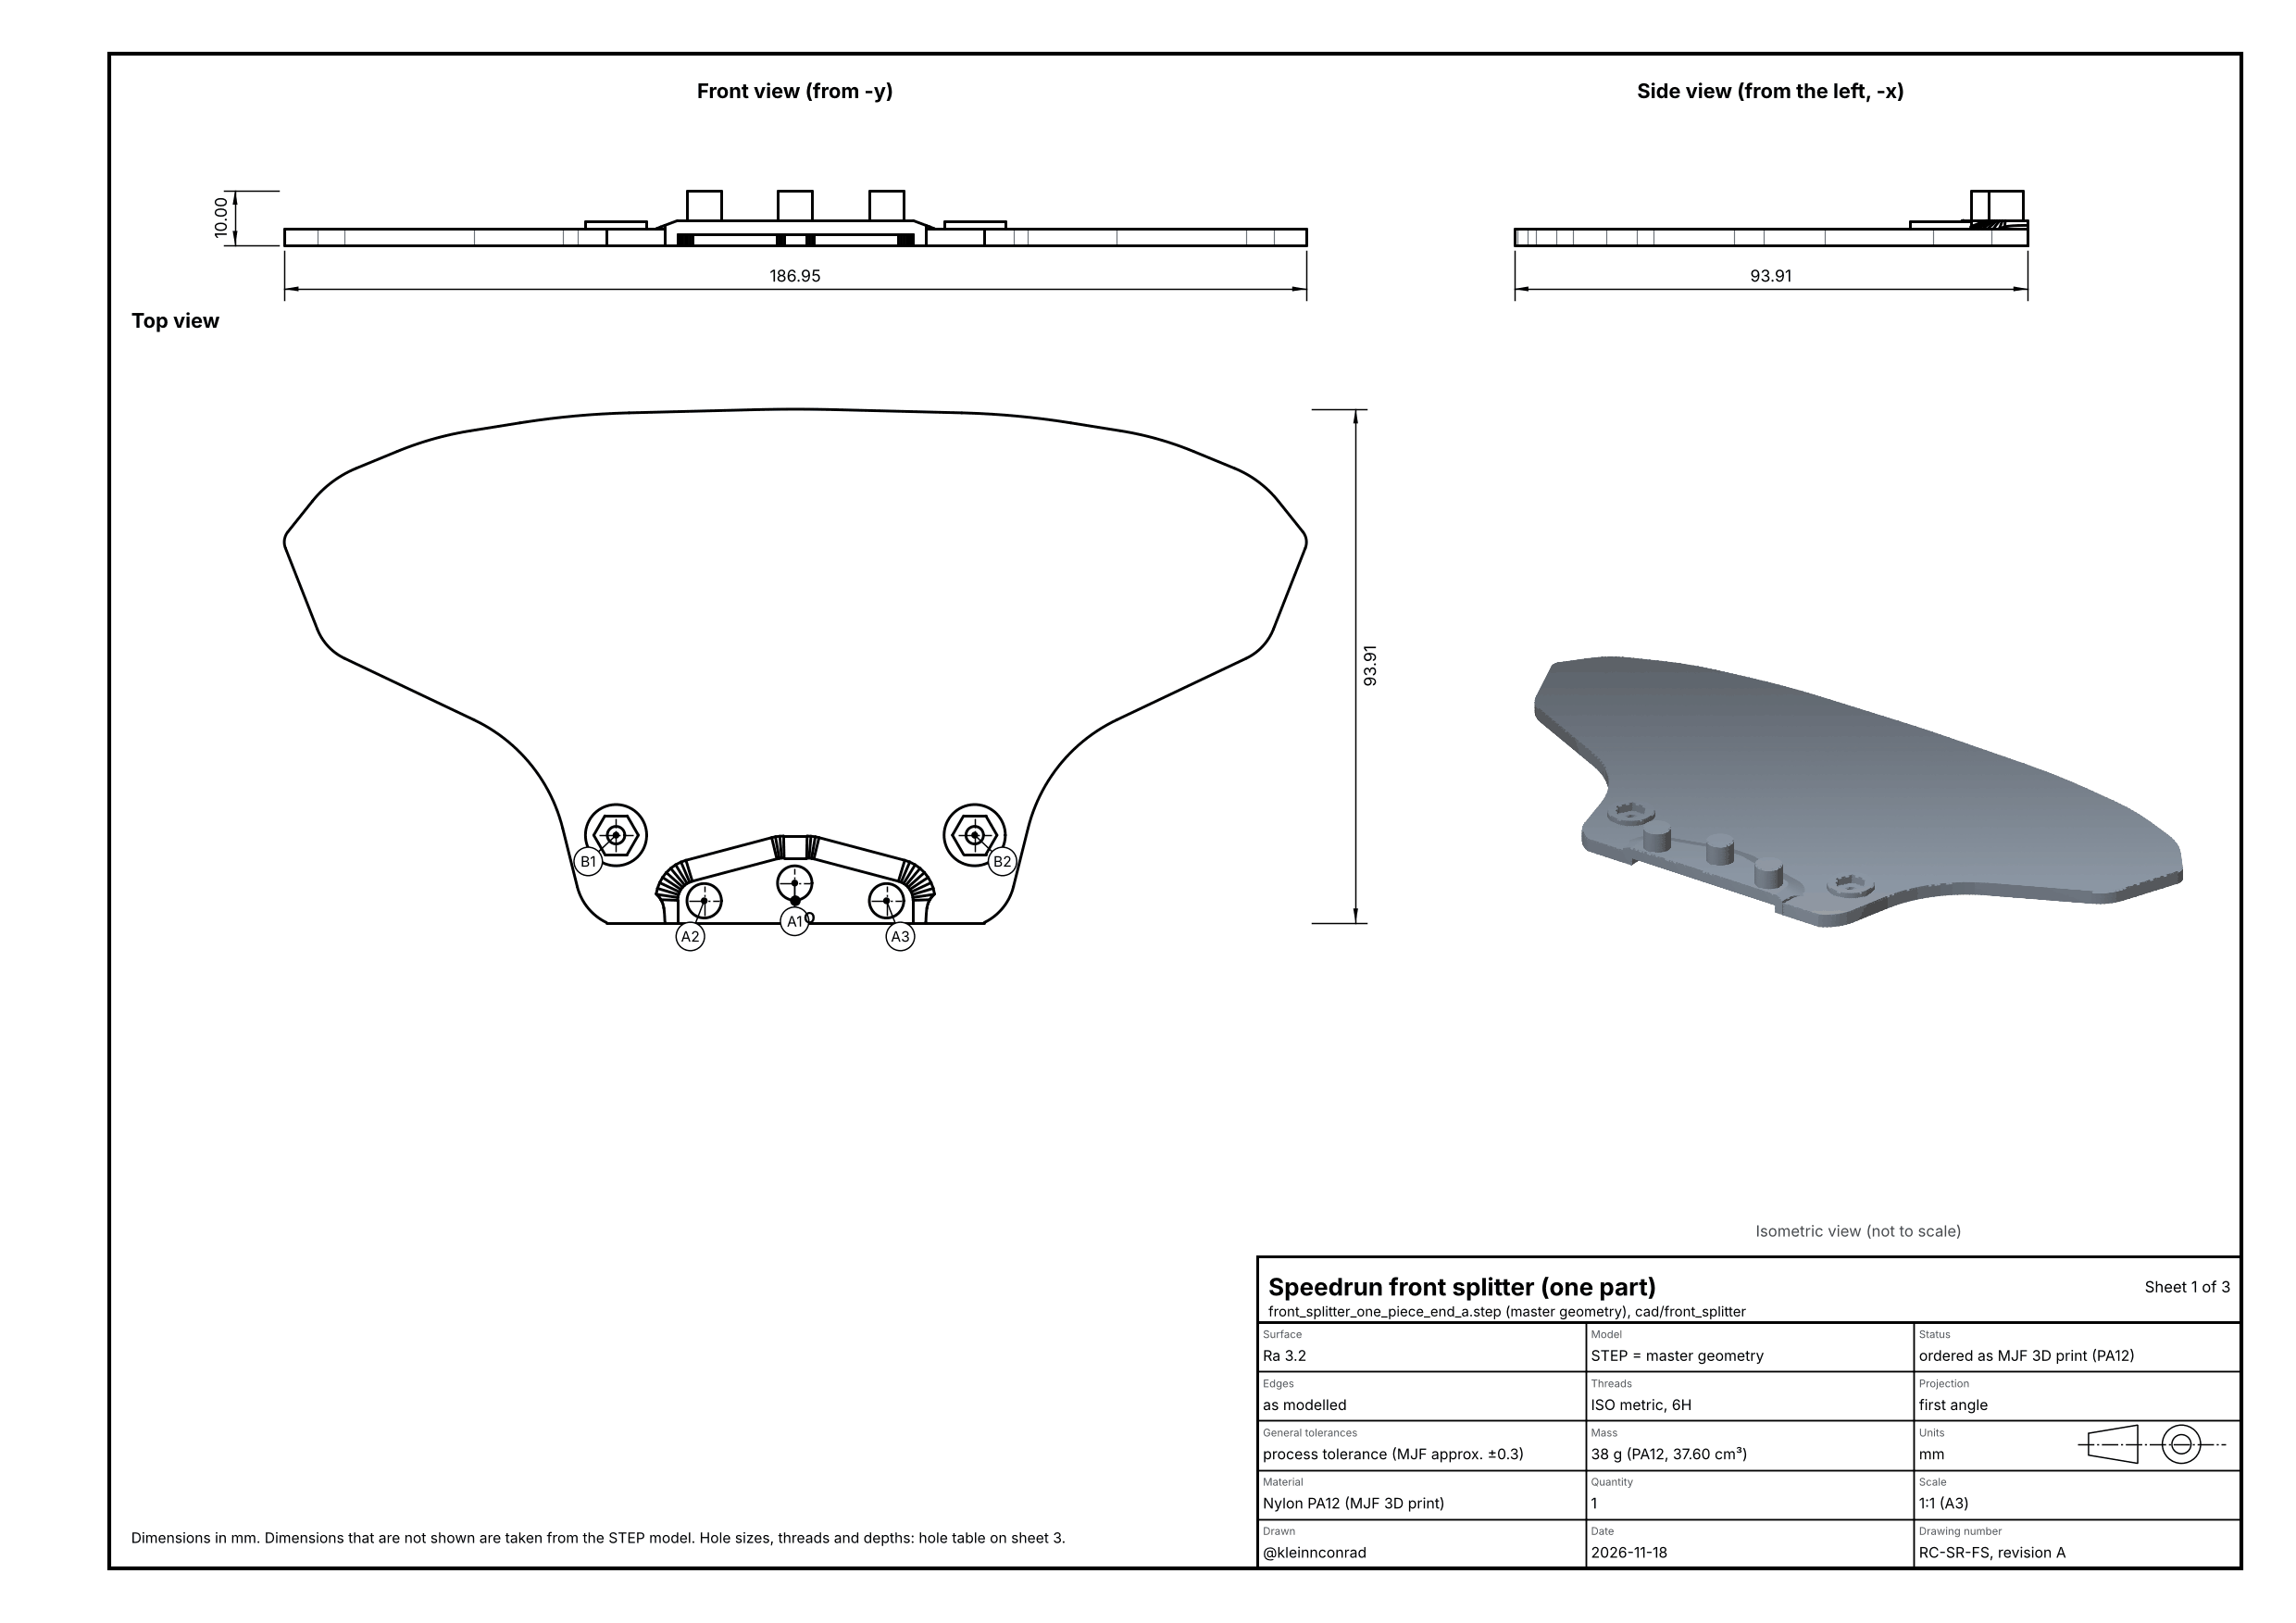 Front view (from -y)
Side view (from the left, -x)
10.00
186.95
93.91
Top view
93.91
B1
B2
A1
0
A2
A3
Isometric view (not to scale)
Speedrun front splitter (one part)
Sheet 1 of 3
front_splitter_one_piece_end_a.step (master geometry), cad/front_splitter
Surface
Model
Status
Ra 3.2
STEP = master geometry
ordered as MJF 3D print (PA12)
Edges
Threads
Projection
as modelled
ISO metric, 6H
first angle
General tolerances
Mass
Units
process tolerance (MJF approx. ±0.3)
38 g (PA12, 37.60 cm³)
mm
Material
Quantity
Scale
Nylon PA12 (MJF 3D print)
1
1:1 (A3)
Drawn
Date
Drawing number
@kleinnconrad
2026-11-18
RC-SR-FS, revision A
Dimensions in mm. Dimensions that are not shown are taken from the STEP model. Hole sizes, threads and depths: hole table on sheet 3.